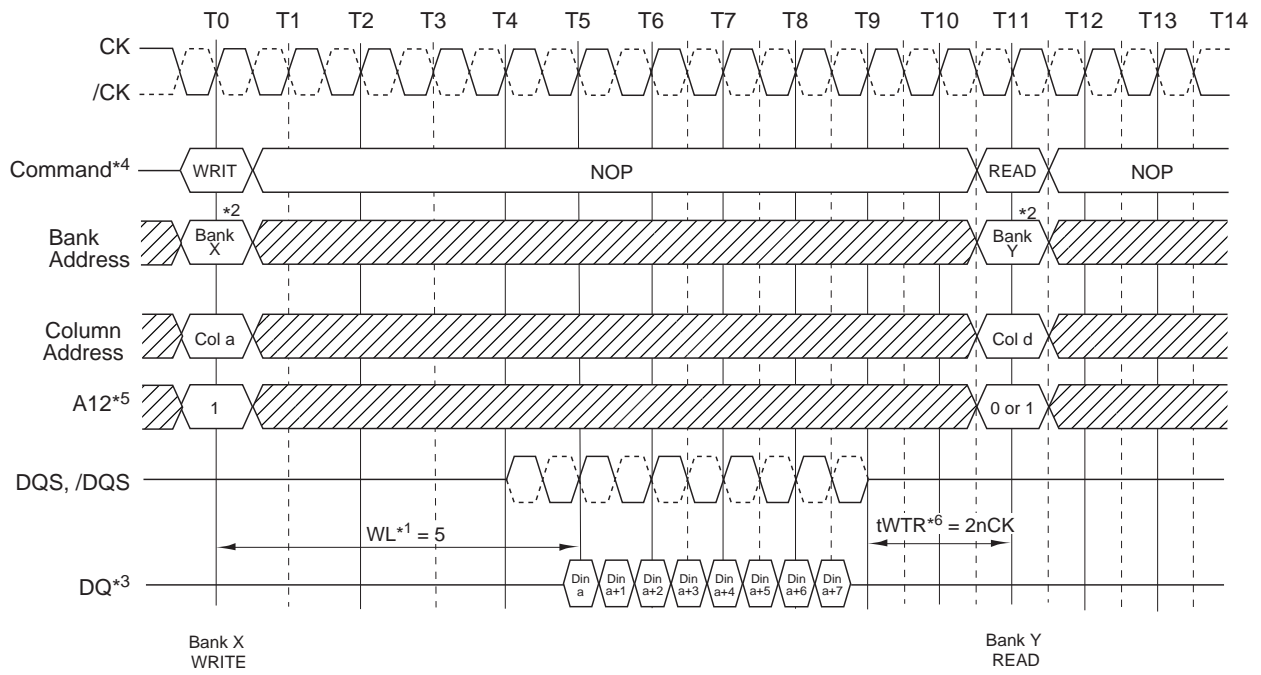 T0 T1 T2 T3 T4 T5 T6 T7 T8 T9 T10 T11 T12 T13 T14
CK
/CK
Command*4 WRIT NOP READ NOP
*2 *2
Bank Address Bank X Bank Y
Column Address Col a Col d
A12*5 1 0 or 1
DQS, /DQS
WL*1 = 5 tWTR*6 = 2nCK
DQ*3 Din a Din a+1 Din a+2 Din a+3 Din a+4 Din a+5 Din a+6 Din a+7
Bank X Bank Y
WRITE READ